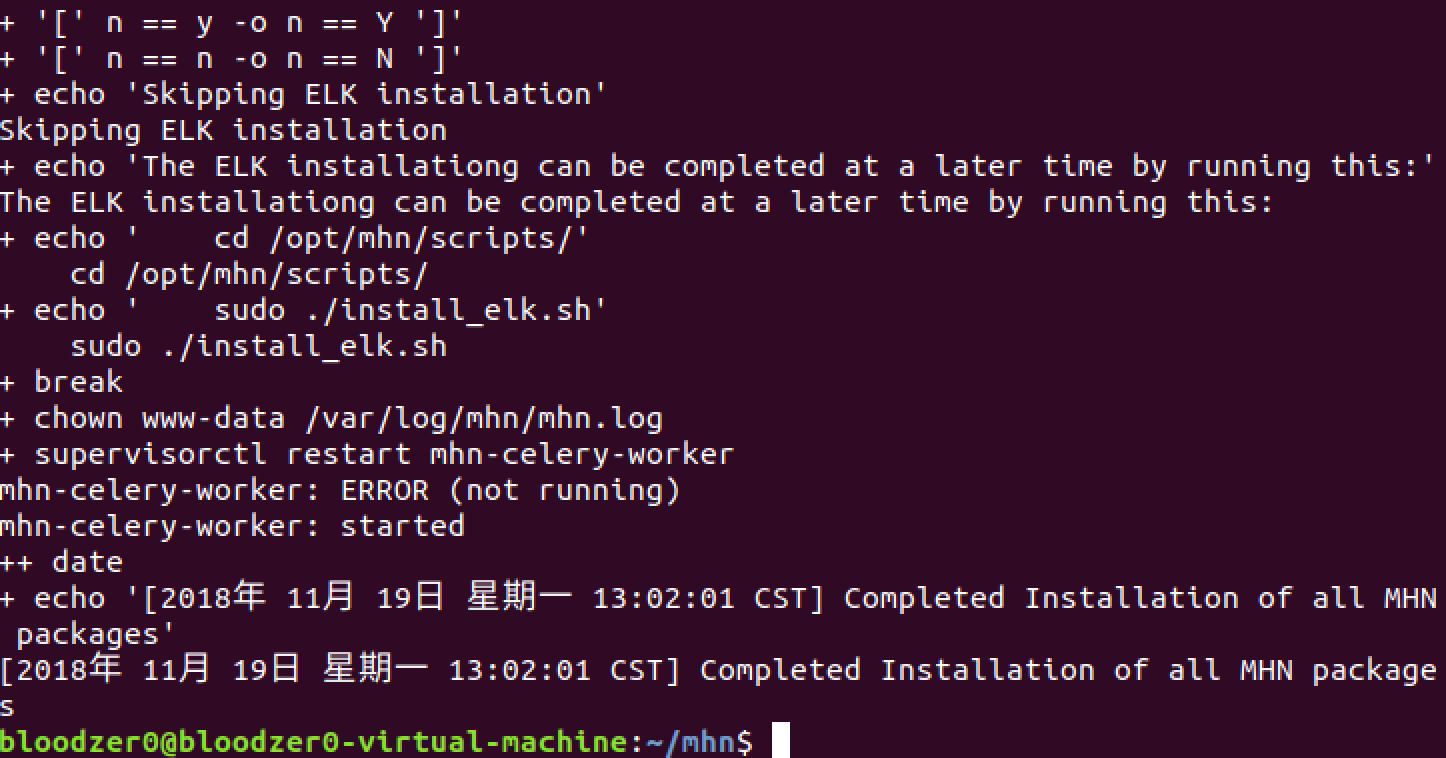 + '[' n == y -o n == Y ']'
+ '[' n == n -o n == N ']'
+ echo 'Skipping ELK installation'
Skipping ELK installation
+ echo 'The ELK installationg can be completed at a later time by running this:'
The ELK installationg can be completed at a later time by running this:
+ echo '    cd /opt/mhn/scripts/'
    cd /opt/mhn/scripts/
+ echo '    sudo ./install_elk.sh'
    sudo ./install_elk.sh
+ break
+ chown www-data /var/log/mhn/mhn.log
+ supervisorctl restart mhn-celery-worker
mhn-celery-worker: ERROR (not running)
mhn-celery-worker: started
++ date
+ echo '[2018年 11月 19日 星期一 13:02:01 CST] Completed Installation of all MHN
 packages'
[2018年 11月 19日 星期一 13:02:01 CST] Completed Installation of all MHN package
s
bloodzer0@bloodzer0-virtual-machine:~/mhn$